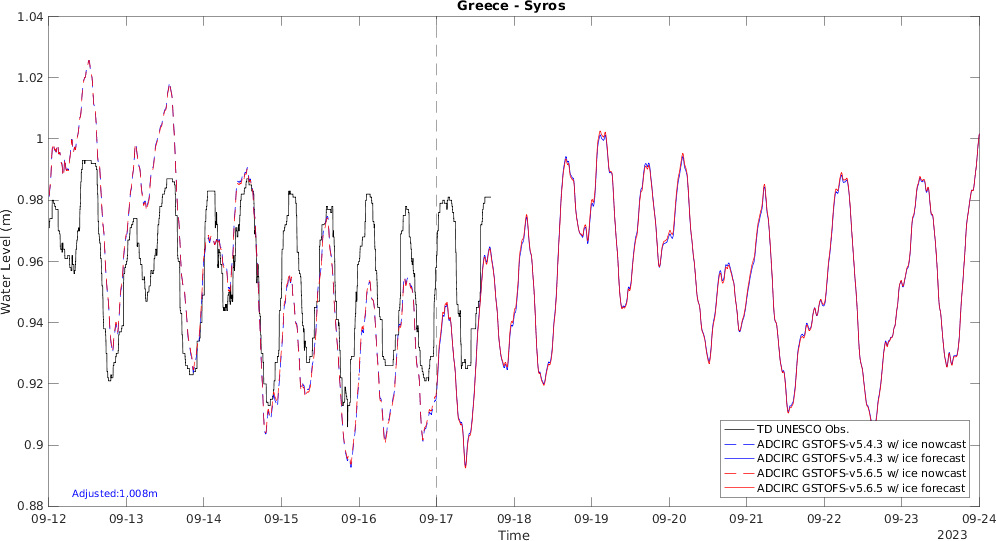 Greece - Syros
1.04
1.02
1
0.98
0.96
0.94
0.92
0.9
0.88
Water Level (m)
Adjusted:1.008m
TD UNESCO Obs.
ADCIRC GSTOFS-v5.4.3 w/ ice nowcast
ADCIRC GSTOFS-v5.4.3 w/ ice forecast
ADCIRC GSTOFS-v5.6.5 w/ ice nowcast
ADCIRC GSTOFS-v5.6.5 w/ ice forecast
09-12 09-13 09-14 09-15 09-16 09-17 09-18 09-19 09-20 09-21 09-22 09-23 09-24
Time
2023